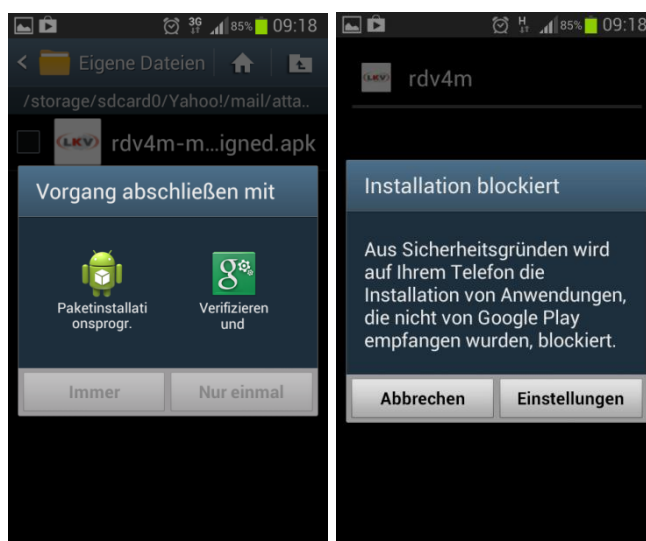 3G 85% 09:18
Eigene Dateien
/storage/sdcard0/Yahoo!/mail/atta..
LKV rdv4m-m...igned.apk
Vorgang abschließen mit
Paketinstallati
onsprogr.
Verifizieren
und
Immer
Nur einmal
H 85% 09:18
LKV rdv4m
Installation blockiert
Aus Sicherheitsgründen wird
auf Ihrem Telefon die
Installation von Anwendungen,
die nicht von Google Play
empfangen wurden, blockiert.
Abbrechen
Einstellungen